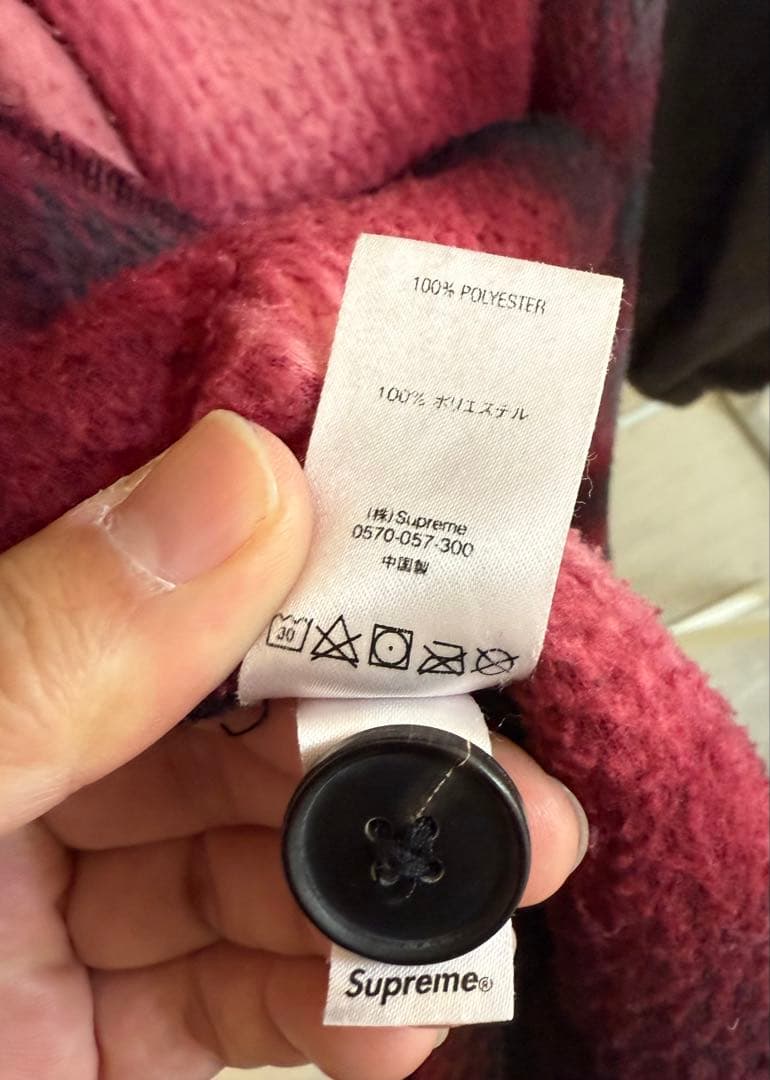 100% POLYESTER
100% ポリエステル
(株)Supreme
0570-057-300
中国製
30
Supreme®